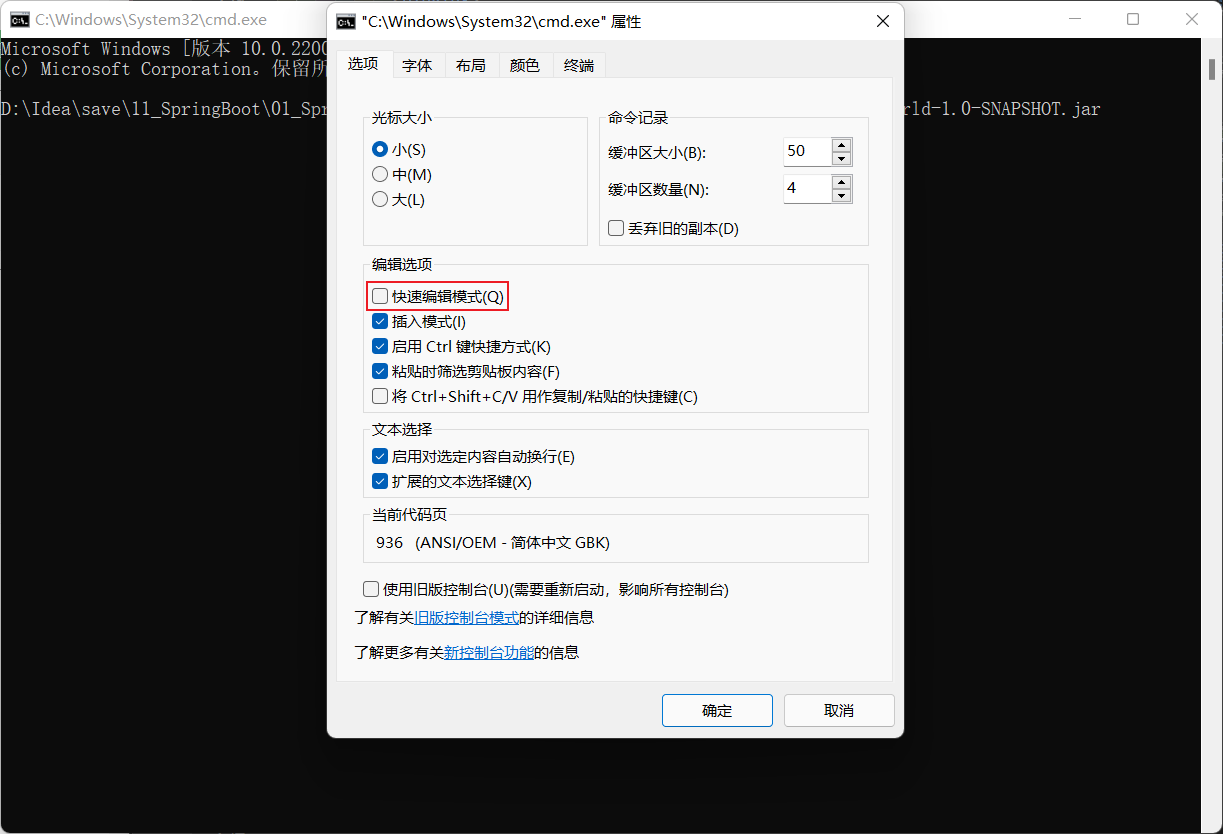 C:\Windows\System32\cmd.exe
Microsoft Windows [版本 10.0.2200
(c) Microsoft Corporation。保留所
D:\Idea\save\11_SpringBoot\01_Spr
rld-1.0-SNAPSHOT.jar
"C:\Windows\System32\cmd.exe" 属性
选项 字体 布局 颜色 终端
光标大小
小(S)
中(M)
大(L)
命令记录
缓冲区大小(B): 50
缓冲区数量(N): 4
丢弃旧的副本(D)
编辑选项
快速编辑模式(Q)
插入模式(I)
启用 Ctrl 键快捷方式(K)
粘贴时筛选剪贴板内容(F)
将 Ctrl+Shift+C/V 用作复制/粘贴的快捷键(C)
文本选择
启用对选定内容自动换行(E)
扩展的文本选择键(X)
当前代码页
936 (ANSI/OEM - 简体中文 GBK)
使用旧版控制台(U)(需要重新启动，影响所有控制台)
了解有关旧版控制台模式的详细信息
了解更多有关新控制台功能的信息
确定 取消